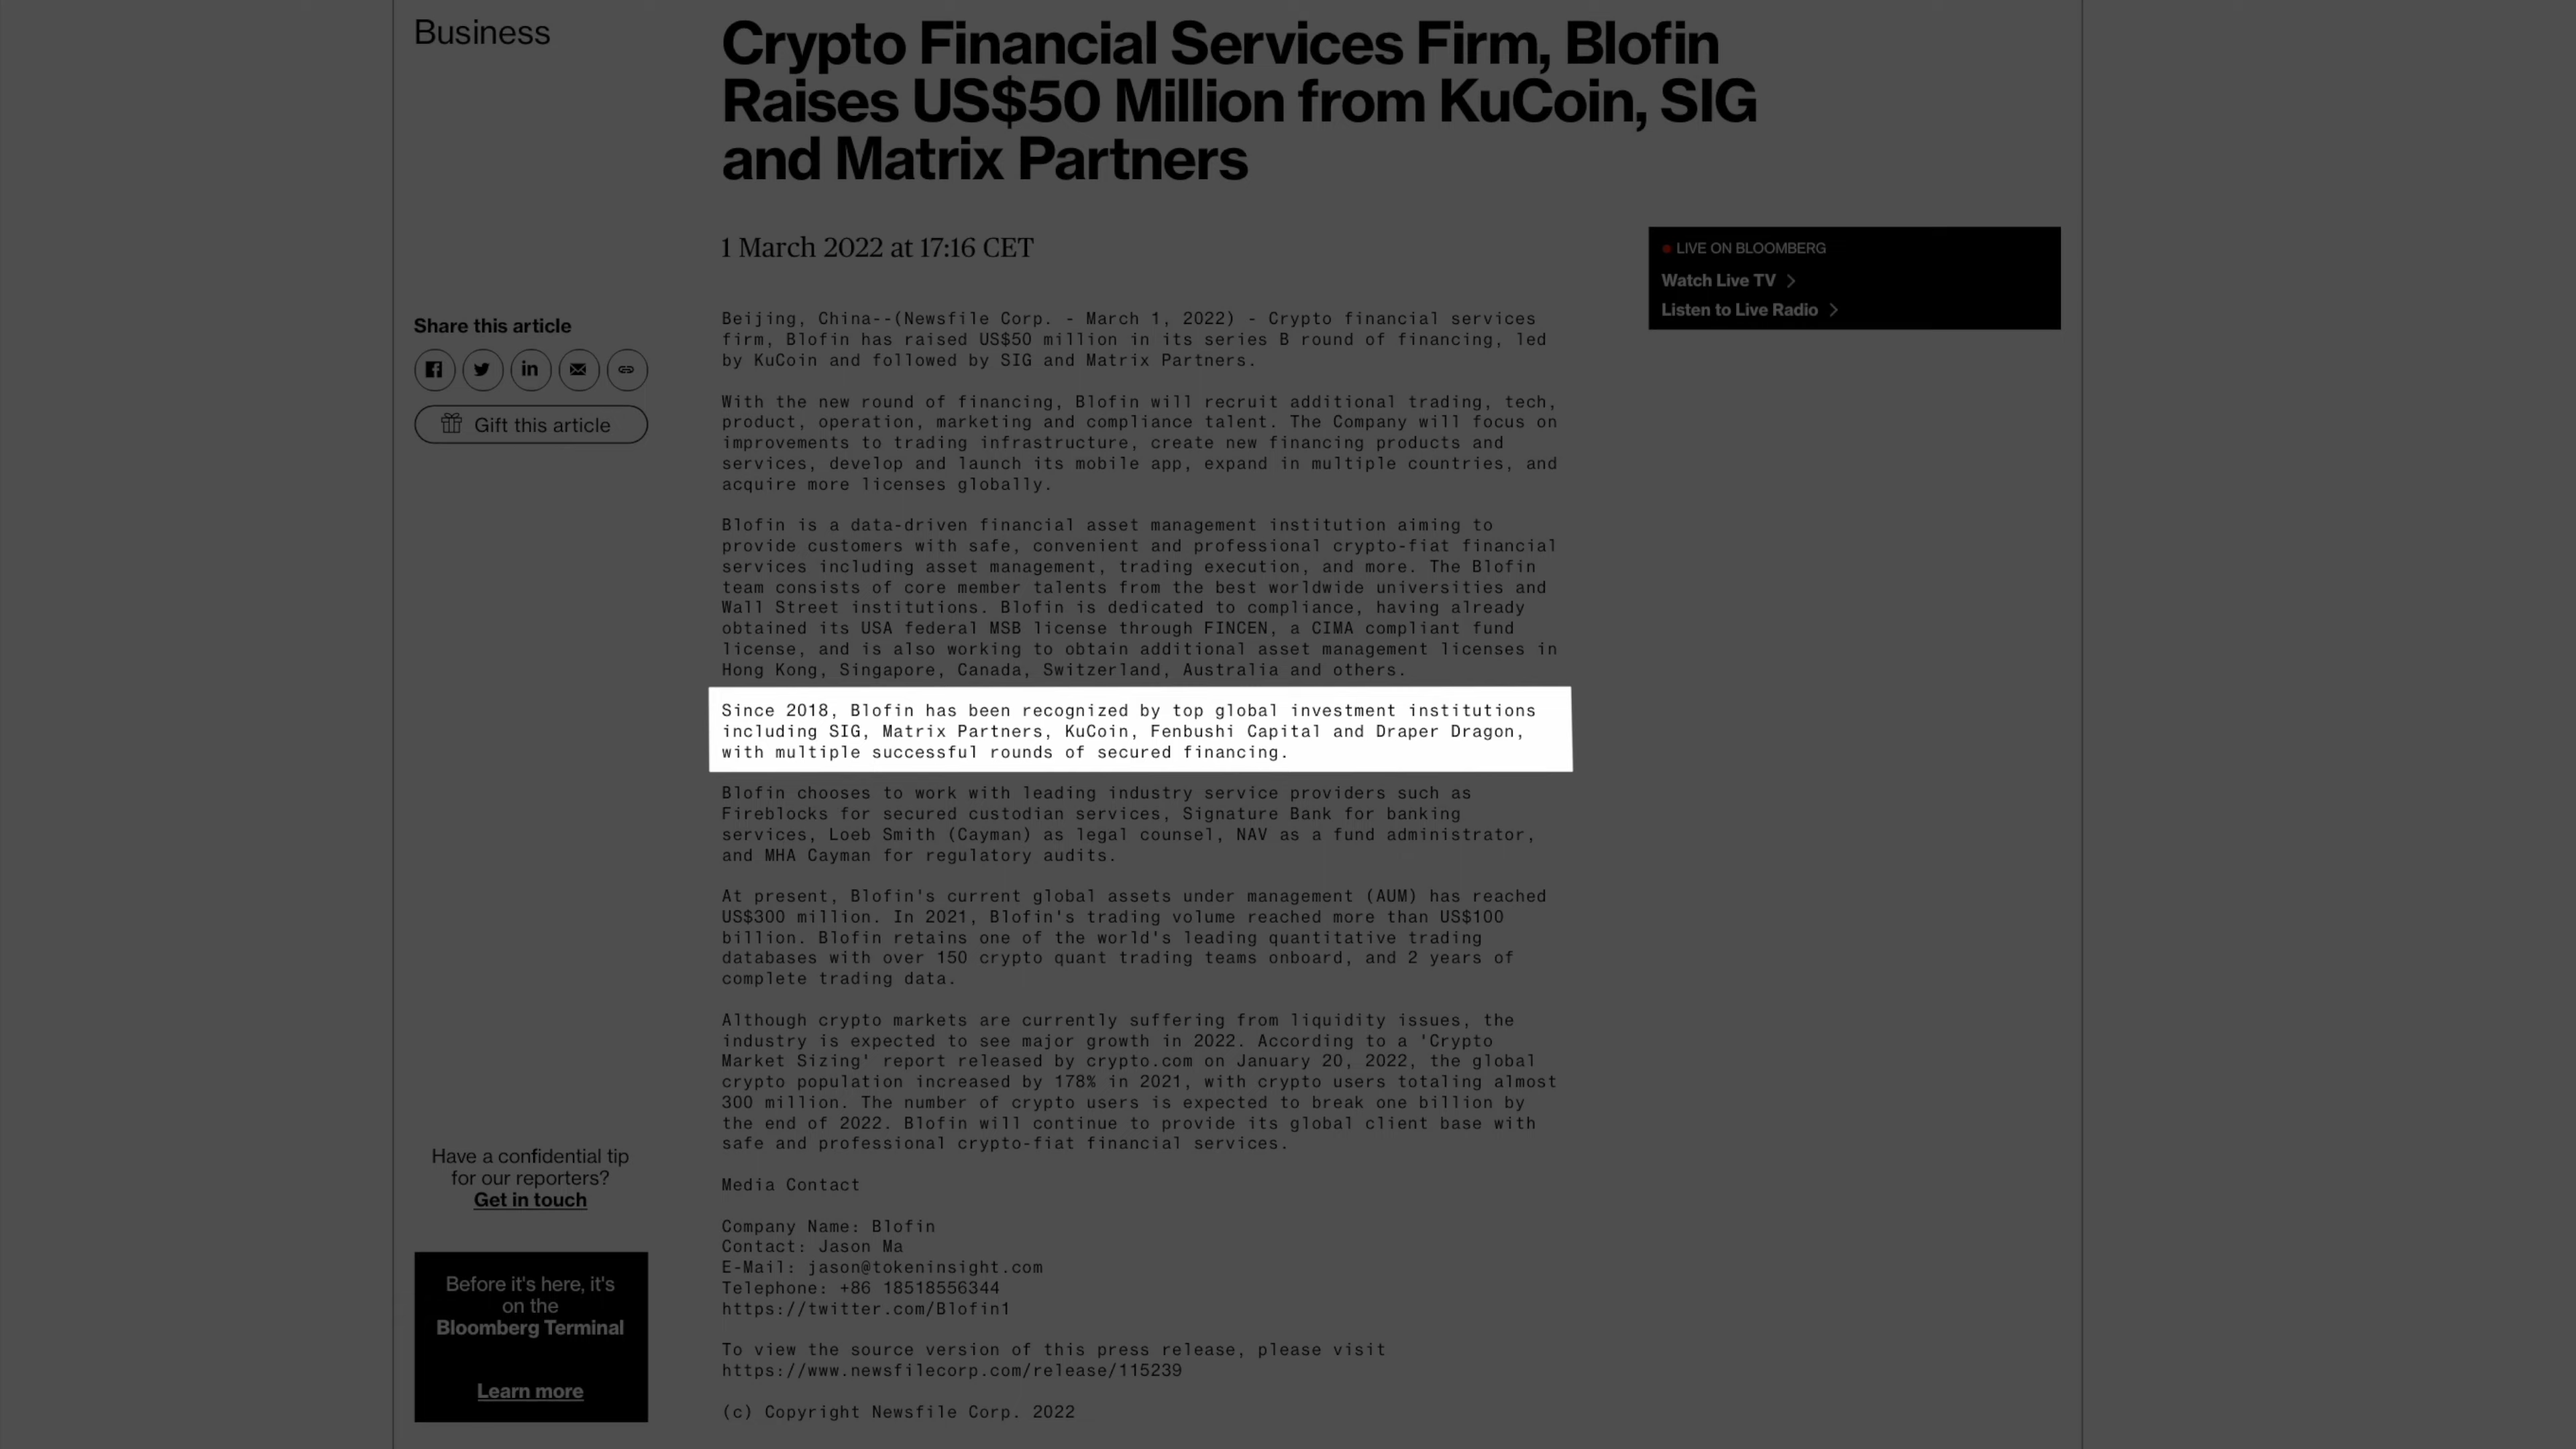 Business
Crypto Financial Services Firm, Blofin
Raises US$50 Million from KuCoin, SIG
and Matrix Partners
1 March 2022 at 17:16 CET
LIVE ON BLOOMBERG
Watch Live TV
Listen to Live Radio
Share this article
Gift this article
Beijing, China--(Newsfile Corp. - March 1, 2022) - Crypto financial services
firm, Blofin has raised US$50 million in its series B round of financing, led
by KuCoin and followed by SIG and Matrix Partners.
With the new round of financing, Blofin will recruit additional trading, tech,
product, operation, marketing and compliance talent. The Company will focus on
improvements to trading infrastructure, create new financing products and
services, develop and launch its mobile app, expand in multiple countries, and
acquire more licenses globally.
Blofin is a data-driven financial asset management institution aiming to
provide customers with safe, convenient and professional crypto-fiat financial
services including asset management, trading execution, and more. The Blofin
team consists of core member talents from the best worldwide universities and
Wall Street institutions. Blofin is dedicated to compliance, having already
obtained its USA federal MSB license through FINCEN, a CIMA compliant fund
license, and is also working to obtain additional asset management licenses in
Hong Kong, Singapore, Canada, Switzerland, Australia and others.
Since 2018, Blofin has been recognized by top global investment institutions
including SIG, Matrix Partners, KuCoin, Fenbushi Capital and Draper Dragon,
with multiple successful rounds of secured financing.
Blofin chooses to work with leading industry service providers such as
Fireblocks for secured custodian services, Signature Bank for banking
services, Loeb Smith (Cayman) as legal counsel, NAV as a fund administrator,
and MHA Cayman for regulatory audits.
At present, Blofin's current global assets under management (AUM) has reached
US$300 million. In 2021, Blofin's trading volume reached more than US$100
billion. Blofin retains one of the world's leading quantitative trading
databases with over 150 crypto quant trading teams onboard, and 2 years of
complete trading data.
Although crypto markets are currently suffering from liquidity issues, the
industry is expected to see major growth in 2022. According to a 'Crypto
Market Sizing' report released by crypto.com on January 20, 2022, the global
crypto population increased by 178% in 2021, with crypto users totaling almost
300 million. The number of crypto users is expected to break one billion by
the end of 2022. Blofin will continue to provide its global client base with
safe and professional crypto-fiat financial services.
Media Contact
Company Name: Blofin
Contact: Jason Ma
E-Mail: jason@tokeninsight.com
Telephone: +86 18518556344
https://twitter.com/Blofin1
To view the source version of this press release, please visit
https://www.newsfilecorp.com/release/115239
(c) Copyright Newsfile Corp. 2022
Have a confidential tip
for our reporters?
Get in touch
Before it's here, it's
on the
Bloomberg Terminal
Learn more